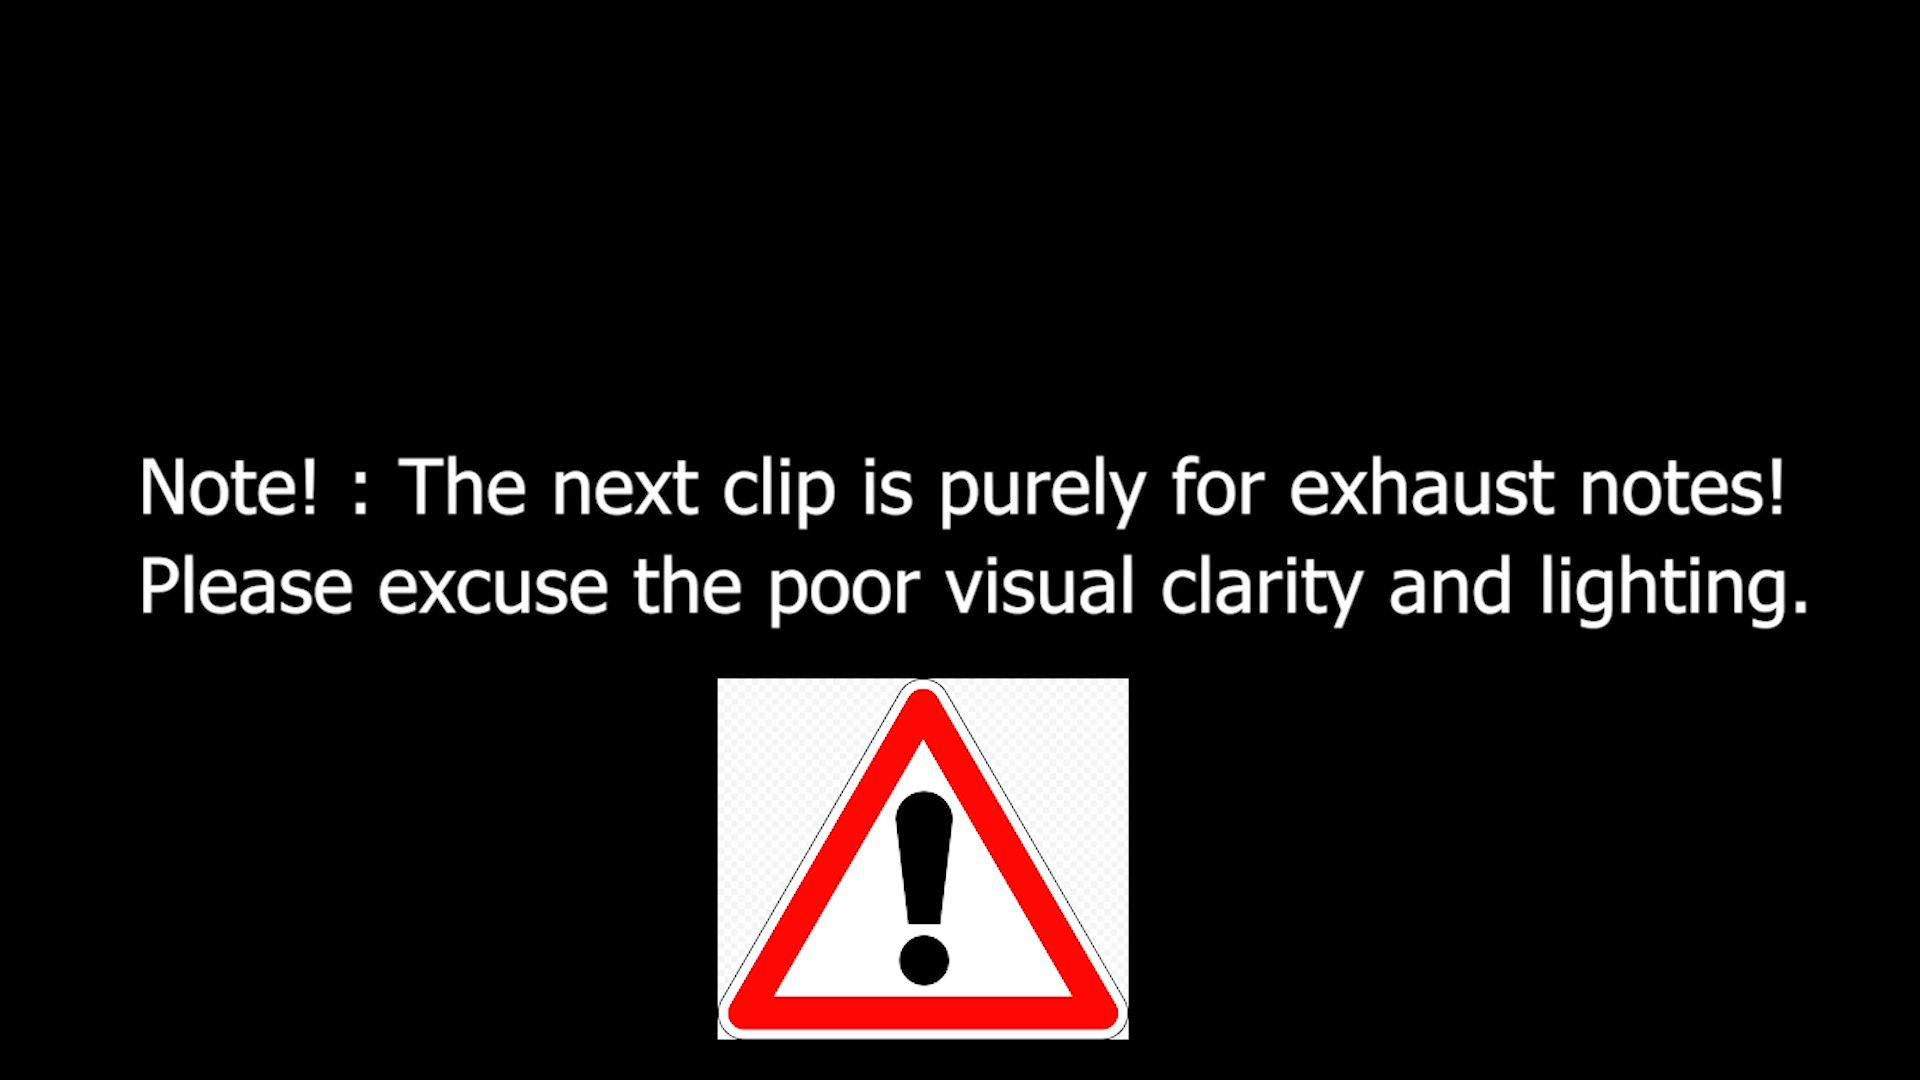 Note! : The next clip is purely for exhaust notes!
Please excuse the poor visual clarity and lighting.